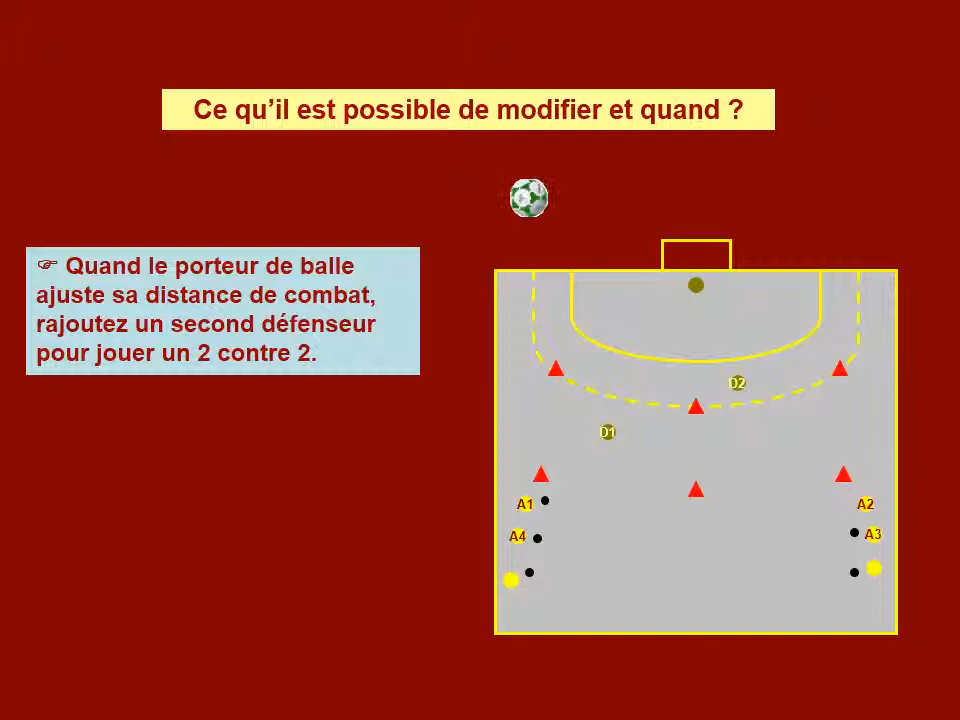 Ce qu'il est possible de modifier et quand ?
☞ Quand le porteur de balle
ajuste sa distance de combat,
rajoutez un second défenseur
pour jouer un 2 contre 2.
D2
D1
A1
A2
A4
A3